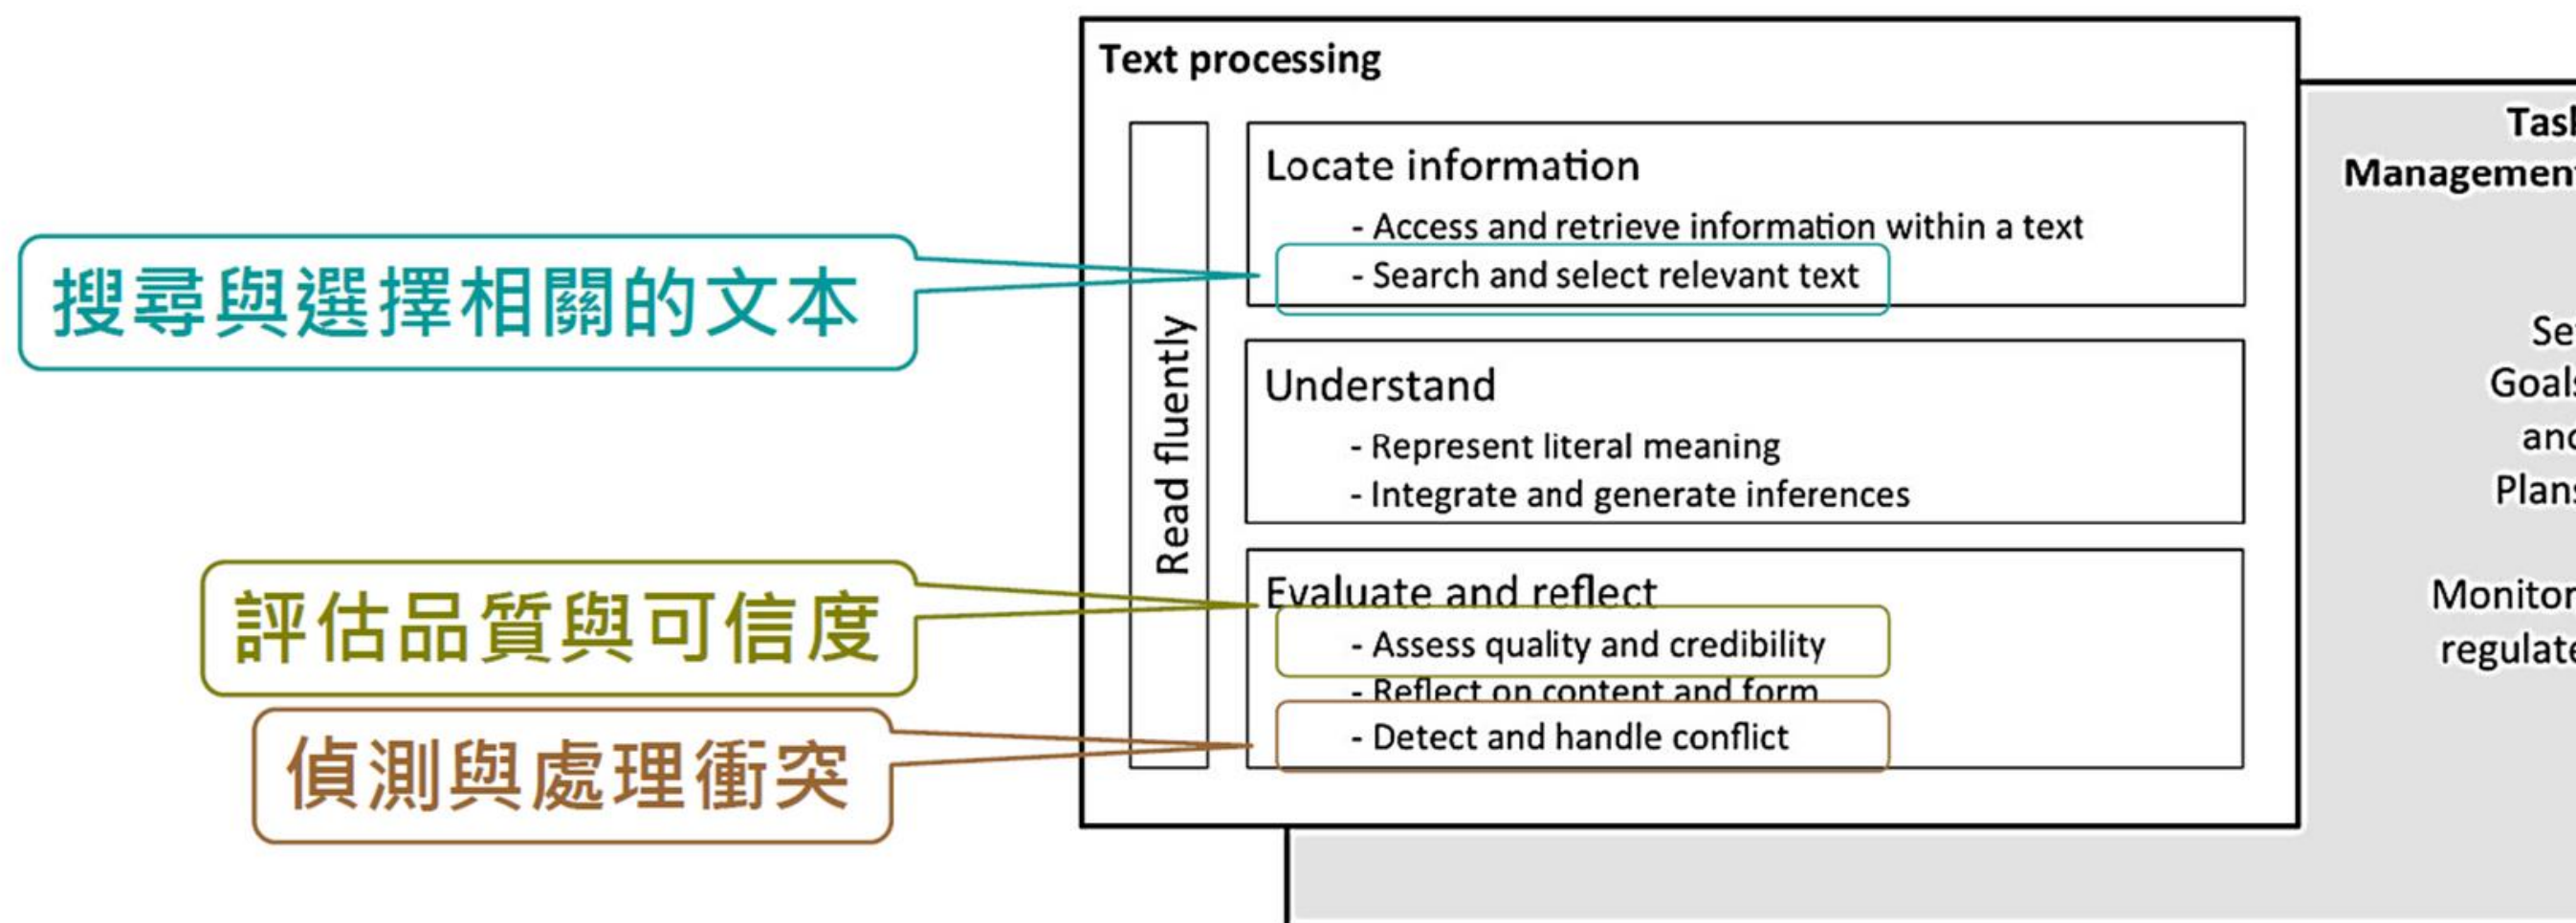 Text processing
Read fluently
Locate information
- Access and retrieve information within a text
- Search and select relevant text
搜尋與選擇相關的文本
Understand
- Represent literal meaning
- Integrate and generate inferences
Evaluate and reflect
- Assess quality and credibility
評估品質與可信度
- Reflect on content and form
- Detect and handle conflict
偵測與處理衝突
and
Monitor